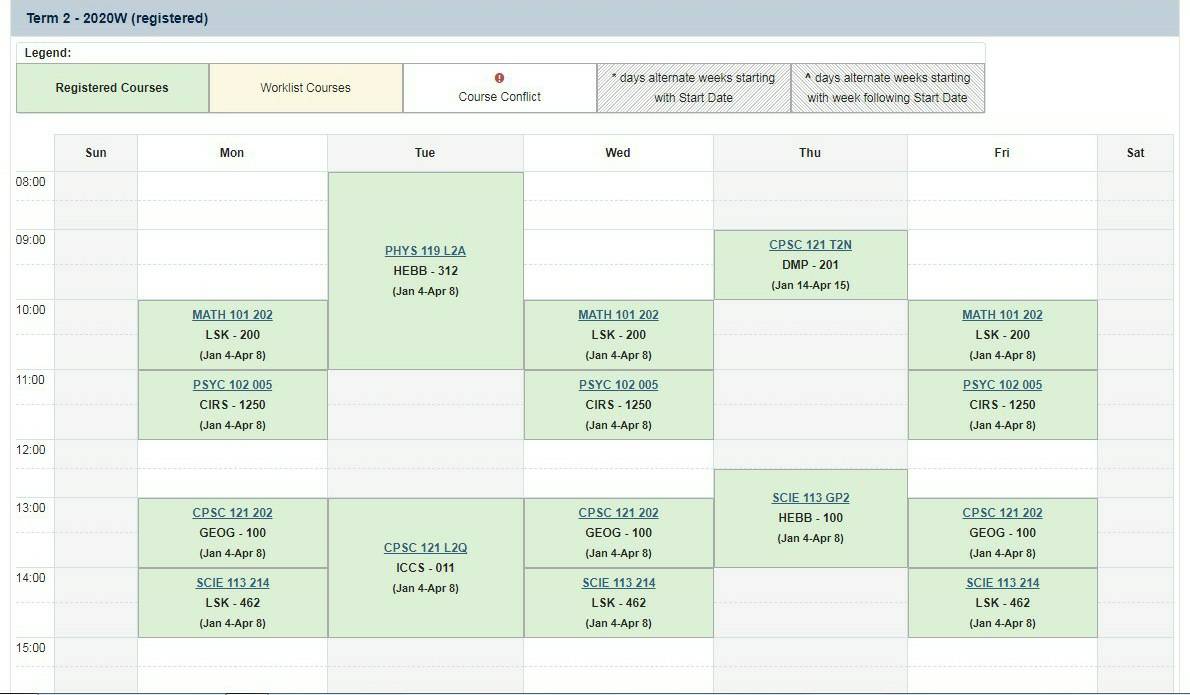 Term 2 - 2020W (registered)
Legend:
Registered Courses
Worklist Courses
Course Conflict
* days alternate weeks starting
with Start Date
^ days alternate weeks starting
with week following Start Date
Sun Mon Tue Wed Thu Fri Sat
08:00
PHYS 119 L2A
HEBB - 312
(Jan 4-Apr 8)
09:00
CPSC 121 T2N
DMP - 201
(Jan 14-Apr 15)
10:00
MATH 101 202 MATH 101 202 MATH 101 202
LSK - 200 LSK - 200 LSK - 200
(Jan 4-Apr 8) (Jan 4-Apr 8) (Jan 4-Apr 8)
11:00
PSYC 102 005 PSYC 102 005 PSYC 102 005
CIRS - 1250 CIRS - 1250 CIRS - 1250
(Jan 4-Apr 8) (Jan 4-Apr 8) (Jan 4-Apr 8)
12:00
SCIE 113 GP2
HEBB - 100
(Jan 4-Apr 8)
13:00
CPSC 121 202 CPSC 121 202 CPSC 121 202
GEOG - 100 GEOG - 100 GEOG - 100
(Jan 4-Apr 8) (Jan 4-Apr 8) (Jan 4-Apr 8)
CPSC 121 L2Q
ICCS - 011
(Jan 4-Apr 8)
14:00
SCIE 113 214 SCIE 113 214 SCIE 113 214
LSK - 462 LSK - 462 LSK - 462
(Jan 4-Apr 8) (Jan 4-Apr 8) (Jan 4-Apr 8)
15:00